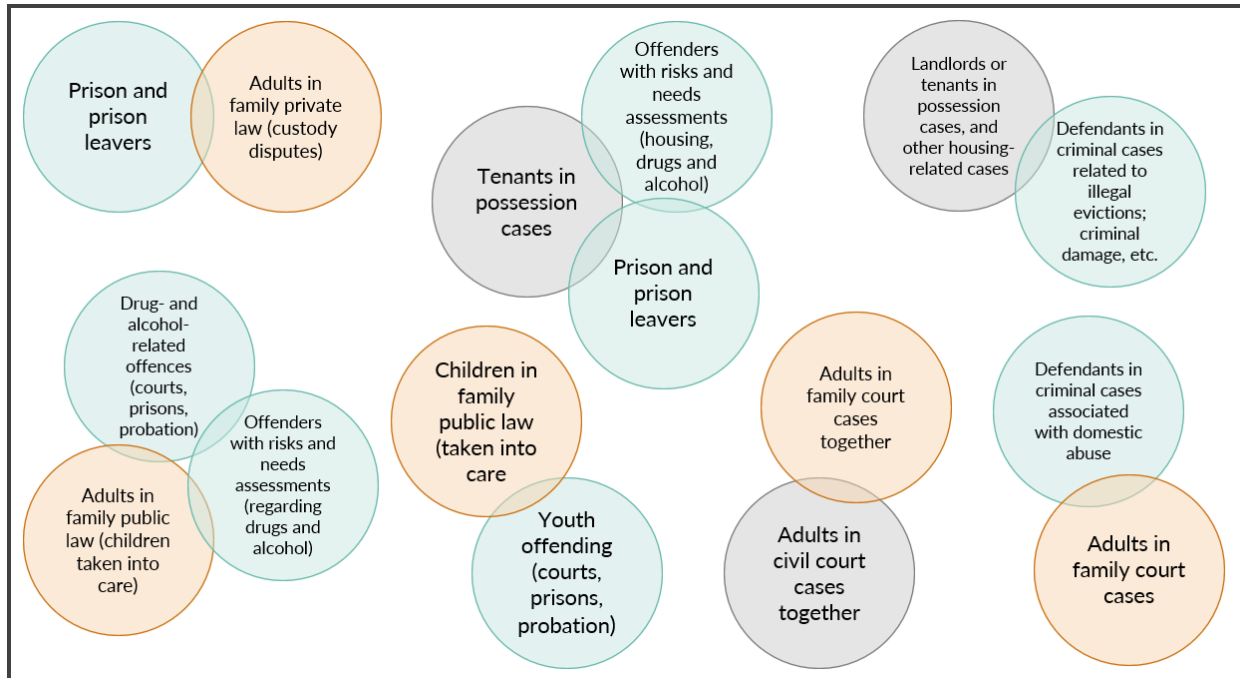 Prison and
prison
leavers
Adults in
family private
law (custody
disputes)
Offenders
with risks and
needs
assessments
(housing,
drugs and
alcohol)
Tenants in
possession
cases
Prison and
prison
leavers
Landlords or
tenants in
possession
cases, and
other housing-
related cases
Defendants in
criminal cases
related to
illegal
evictions;
criminal
damage, etc.
Drug- and
alcohol-
related
offences
(courts,
prisons,
probation)
Offenders
with risks and
needs
assessments
(regarding
drugs and
alcohol)
Adults in
family public
law (children
taken into
care)
Children in
family
public law
(taken into
care
Youth
offending
(courts,
prisons,
probation)
Adults in
family court
cases
together
Adults in
civil court
cases
together
Defendants in
criminal cases
associated
with domestic
abuse
Adults in
family court
cases